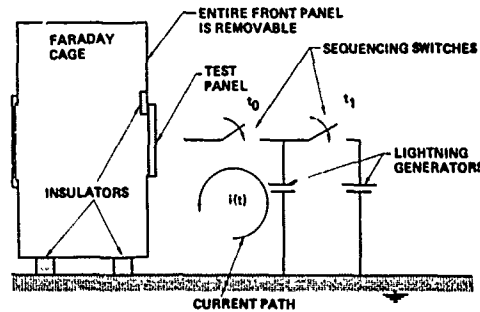 ENTIRE FRONT PANEL
IS REMOVABLE
FARADAY
CAGE
SEQUENCING SWITCHES
TEST
PANEL
t0
t1
LIGHTNING
GENERATORS
INSULATORS
i(t)
CURRENT PATH